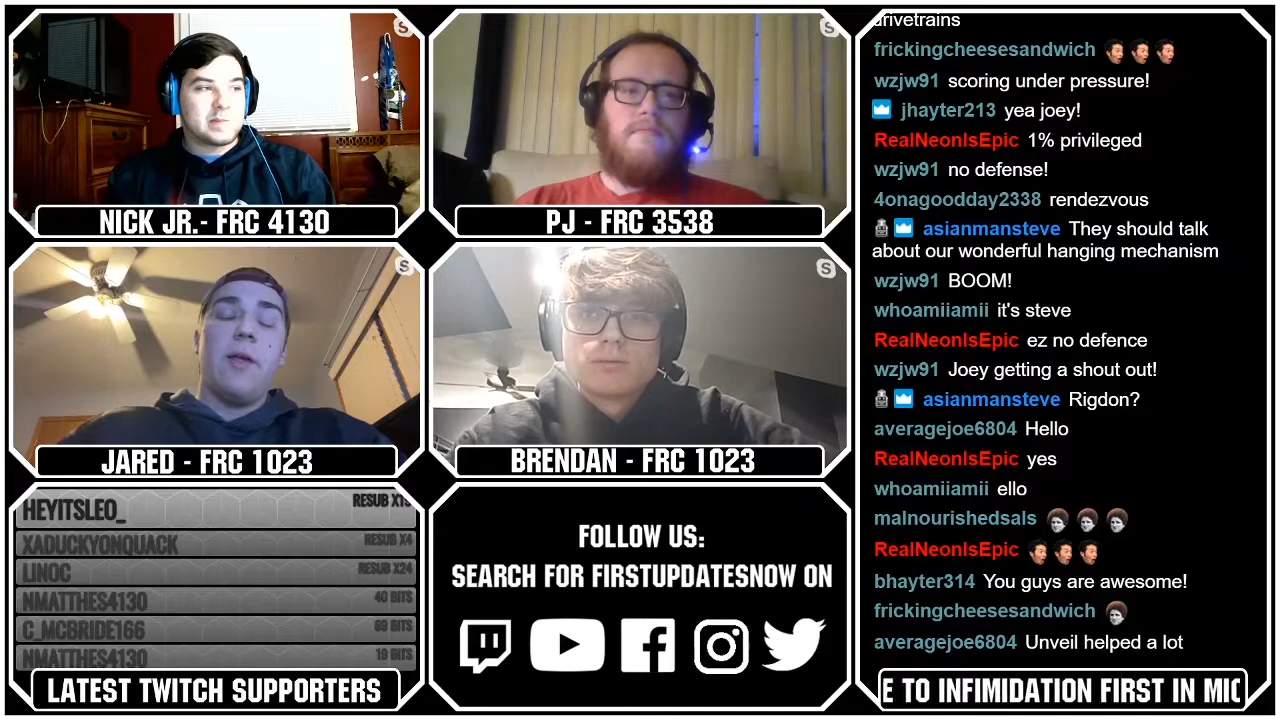 NICK JR.- FRC 4130
PJ - FRC 3538
JARED - FRC 1023
BRENDAN - FRC 1023
HEYITSLEO_ RESUB X15
XADUCKYONQUACK RESUB X4
LINOC RESUB X24
NMATTHES4130 40 BITS
C_MCBRIDE166 69 BITS
NMATTHES4130 19 BITS
LATEST TWITCH SUPPORTERS
FOLLOW US:
SEARCH FOR FIRSTUPDATESNOW ON
drivetrains
frickingcheesesandwich
wzjw91 scoring under pressure!
jhayter213 yea joey!
RealNeonIsEpic 1% privileged
wzjw91 no defense!
4onagoodday2338 rendezvous
asianmansteve They should talk
about our wonderful hanging mechanism
wzjw91 BOOM!
whoamiiamii it's steve
RealNeonIsEpic ez no defence
wzjw91 Joey getting a shout out!
asianmansteve Rigdon?
averagejoe6804 Hello
RealNeonIsEpic yes
whoamiiamii ello
malnourishedsals
RealNeonIsEpic
bhayter314 You guys are awesome!
frickingcheesesandwich
averagejoe6804 Unveil helped a lot
E TO INFIMIDATION FIRST IN MIC